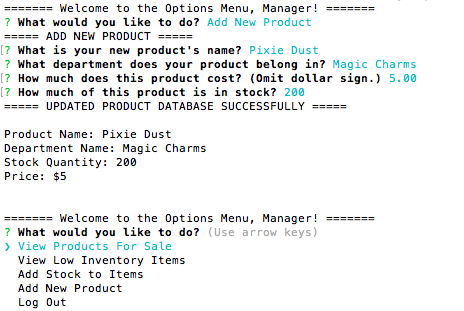 ======= Welcome to the Options Menu, Manager! =======
? What would you like to do? Add New Product
===== ADD NEW PRODUCT =====
[? What is your new product's name? Pixie Dust
? What department does your product belong in? Magic Charms
[? How much does this product cost? (Omit dollar sign.) 5.00
[? How much of this product is in stock? 200
===== UPDATED PRODUCT DATABASE SUCCESSFULLY =====
Product Name: Pixie Dust
Department Name: Magic Charms
Stock Quantity: 200
Price: $5
======= Welcome to the Options Menu, Manager! =======
? What would you like to do? (Use arrow keys)
❯ View Products For Sale
View Low Inventory Items
Add Stock to Items
Add New Product
Log Out